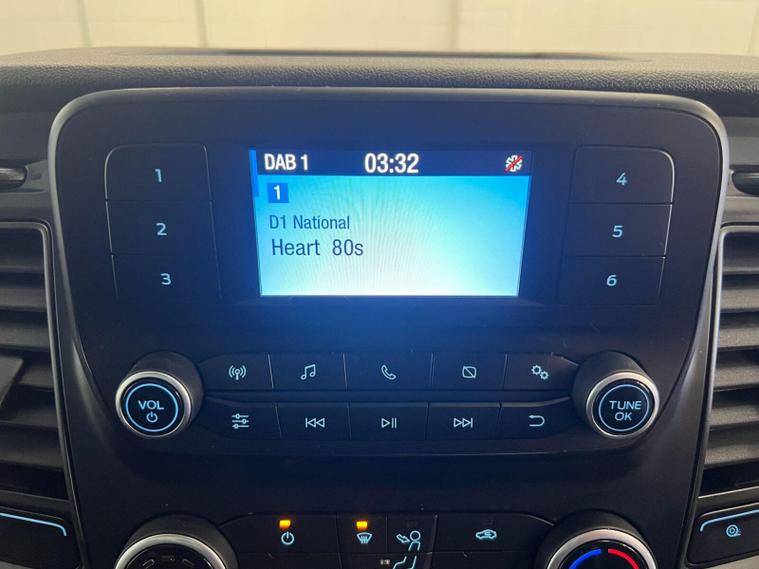 DAB 1 03:32
1
D1 National
Heart 80s
1
2
3
4
5
6
VOL
TUNE
OK